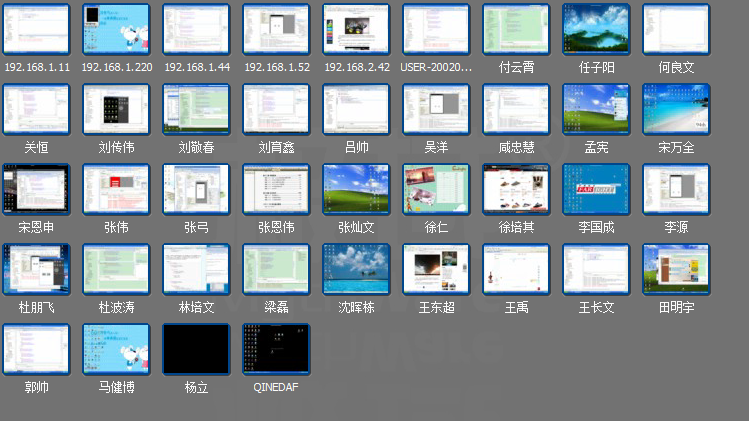 192.168.1.11 192.168.1.220 192.168.1.44 192.168.1.52 192.168.2.42 USER-20020... 付云霄 任子阳 何良文
关恒 刘传伟 刘敬春 刘育鑫 吕帅 吴洋 咸忠慧 孟宪 宋万全
宋恩申 张伟 张弓 张恩伟 张灿文 徐仁 徐培其 李国成 李源
杜朋飞 杜波涛 林培文 梁磊 沈晖栋 王东超 王禹 王长文 田明宇
郭帅 马健博 杨立 QINEDAF